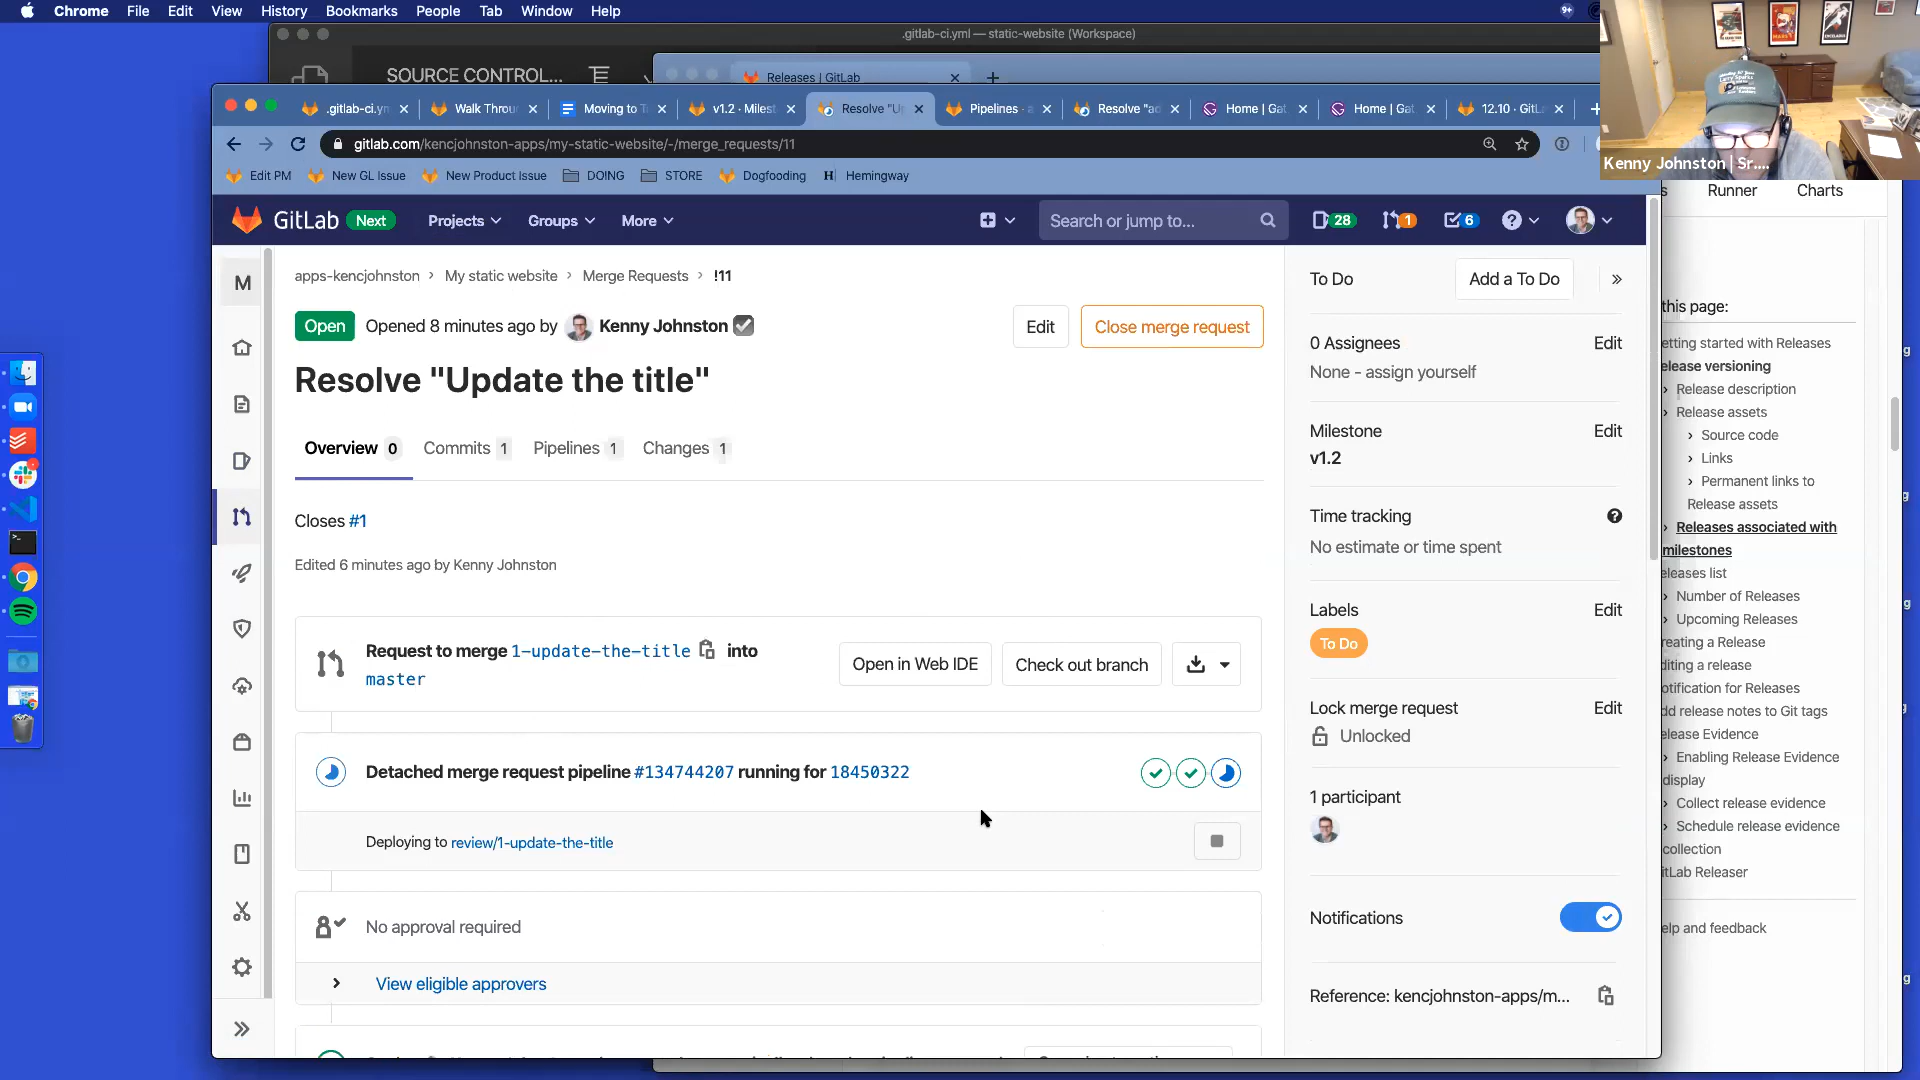 Chrome File Edit View History Bookmarks People Tab Window Help
9+
.gitlab-ci.yml — static-website (Workspace)
SOURCE CONTROL...
Releases | GitLab
.gitlab-ci.yn
Walk Throu
Moving to T
v1.2 · Milest
Resolve "U
Pipelines ·
Resolve "ac
Home | Gat
Home | Gat
12.10 · GitL
gitlab.com/kencjohnston-apps/my-static-website/-/merge_requests/11
Edit PM
New GL Issue
New Product Issue
DOING
STORE
Dogfooding
Hemingway
Kenny Johnston | Sr....
Runner Charts
GitLab Next Projects Groups More Search or jump to... 28 1 6
M
apps-kencjohnston › My static website › Merge Requests › !11
Open Opened 8 minutes ago by Kenny Johnston
Edit
Close merge request
Resolve "Update the title"
Overview 0 Commits 1 Pipelines 1 Changes 1
Closes #1
Edited 6 minutes ago by Kenny Johnston
Request to merge 1-update-the-title into
master
Open in Web IDE
Check out branch
Detached merge request pipeline #134744207 running for 18450322
Deploying to review/1-update-the-title
No approval required
View eligible approvers
To Do
Add a To Do
0 Assignees Edit
None - assign yourself
Milestone Edit
v1.2
Time tracking
No estimate or time spent
Labels Edit
To Do
Lock merge request Edit
Unlocked
1 participant
Notifications
Reference: kencjohnston-apps/m...
this page:
etting started with Releases
elease versioning
Release description
Release assets
Source code
Links
Permanent links to
Release assets
Releases associated with
milestones
eleases list
Number of Releases
Upcoming Releases
reating a Release
diting a release
otification for Releases
dd release notes to Git tags
elease Evidence
Enabling Release Evidence
display
Collect release evidence
Schedule release evidence
collection
itLab Releaser
elp and feedback